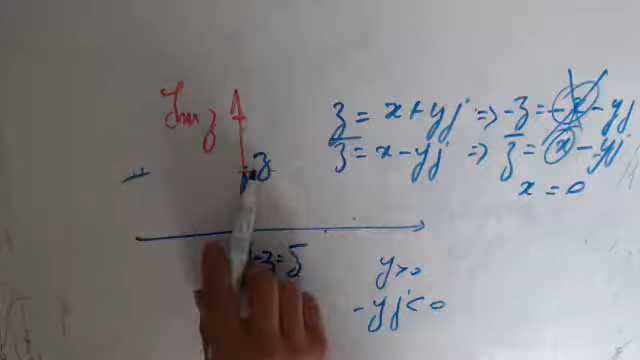 Im z
z
z = x + yj => -z = -x - yj
z̅ = x - yj => z̅ = x - yj
x = 0
-z = z̅
y > 0
-yj < 0